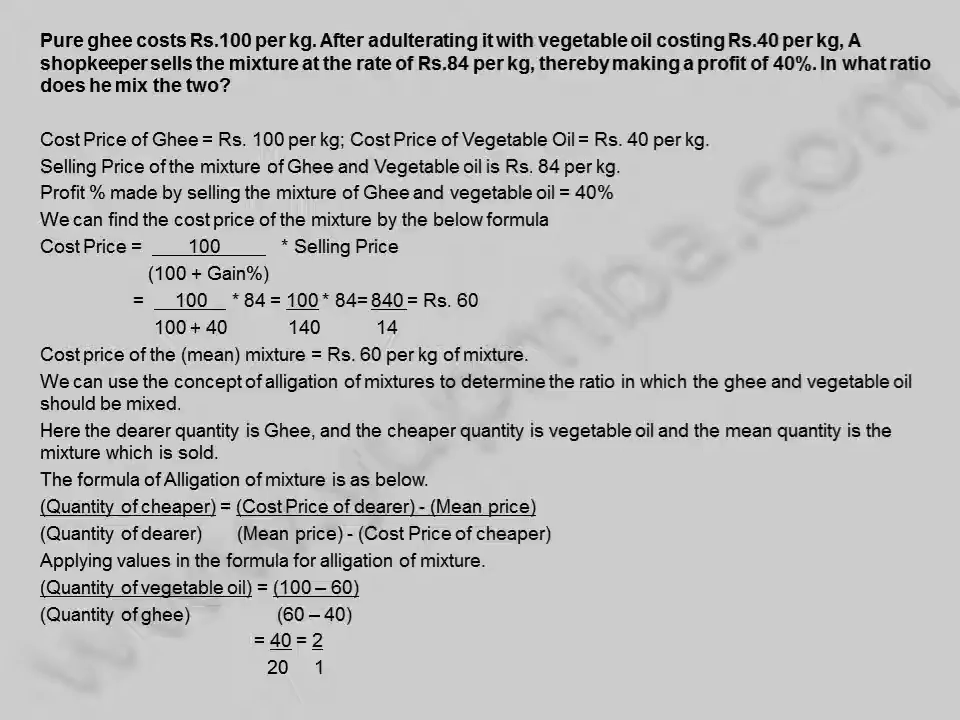 Pure ghee costs Rs.100 per kg. After adulterating it with vegetable oil costing Rs.40 per kg, A
shopkeeper sells the mixture at the rate of Rs.84 per kg, thereby making a profit of 40%. In what ratio
does he mix the two?
Cost Price of Ghee = Rs. 100 per kg; Cost Price of Vegetable Oil = Rs. 40 per kg.
Selling Price of the mixture of Ghee and Vegetable oil is Rs. 84 per kg.
Profit % made by selling the mixture of Ghee and vegetable oil = 40%
We can find the cost price of the mixture by the below formula
Cost Price = 100 * Selling Price
(100 + Gain%)
= 100 * 84 = 100 * 84= 840 = Rs. 60
100 + 40 140 14
Cost price of the (mean) mixture = Rs. 60 per kg of mixture.
We can use the concept of alligation of mixtures to determine the ratio in which the ghee and vegetable oil
should be mixed.
Here the dearer quantity is Ghee, and the cheaper quantity is vegetable oil and the mean quantity is the
mixture which is sold.
The formula of Alligation of mixture is as below.
(Quantity of cheaper) = (Cost Price of dearer) - (Mean price)
(Quantity of dearer) (Mean price) - (Cost Price of cheaper)
Applying values in the formula for alligation of mixture.
(Quantity of vegetable oil) = (100 – 60)
(Quantity of ghee) (60 – 40)
= 40 = 2
20 1